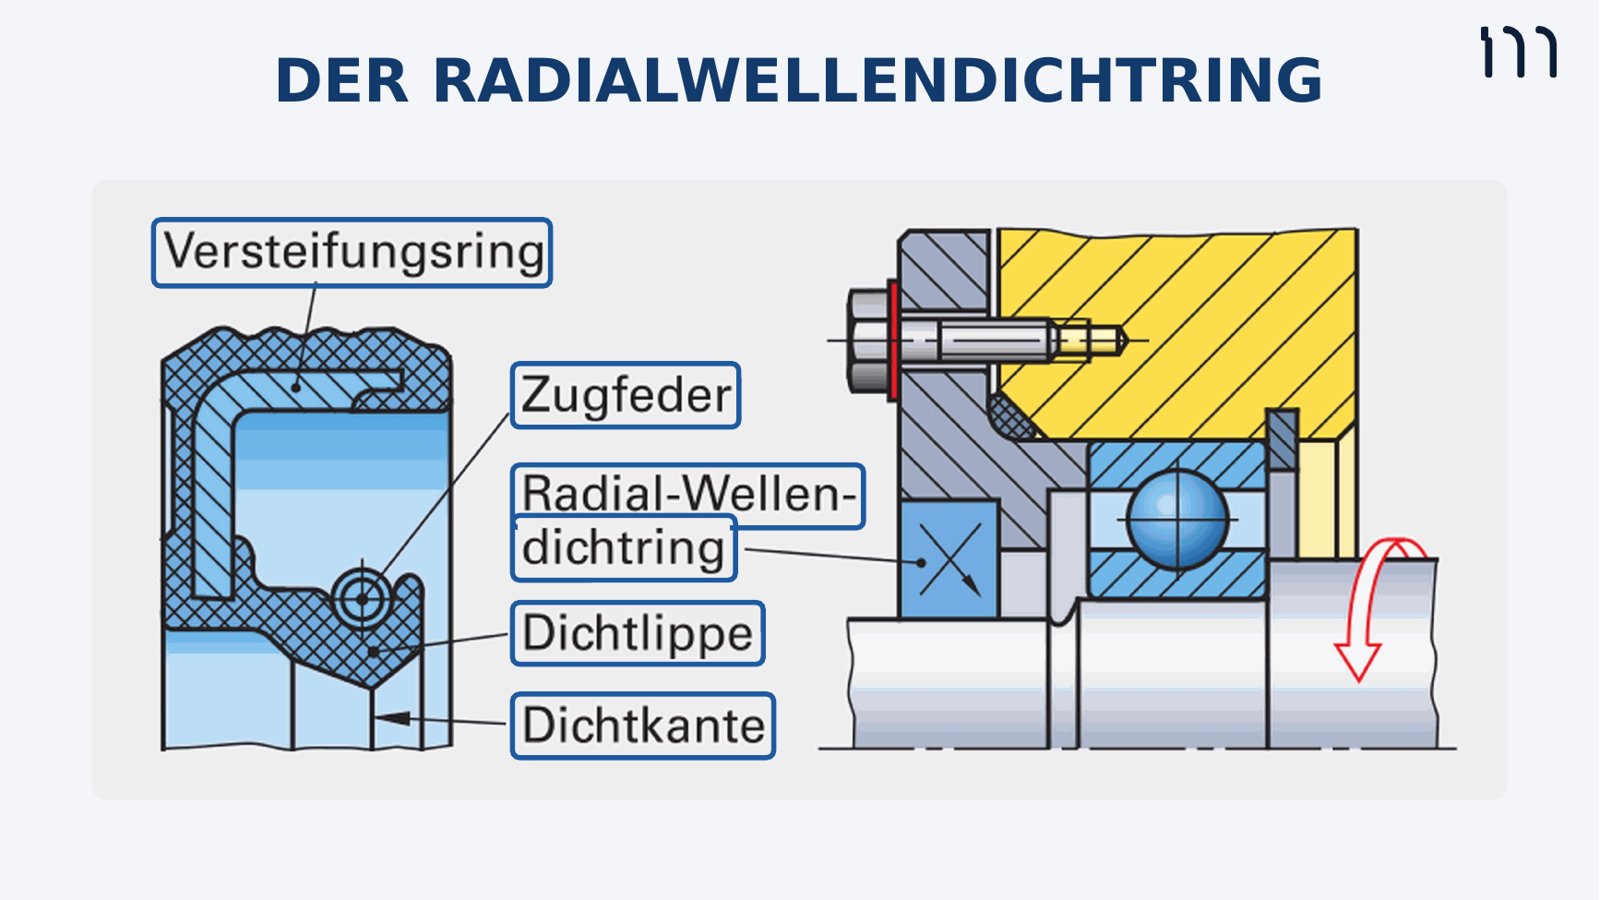 DER RADIALWELLENDICHTRING
Versteifungsring
Zugfeder
Radial-Wellen-
dichtring
Dichtlippe
Dichtkante